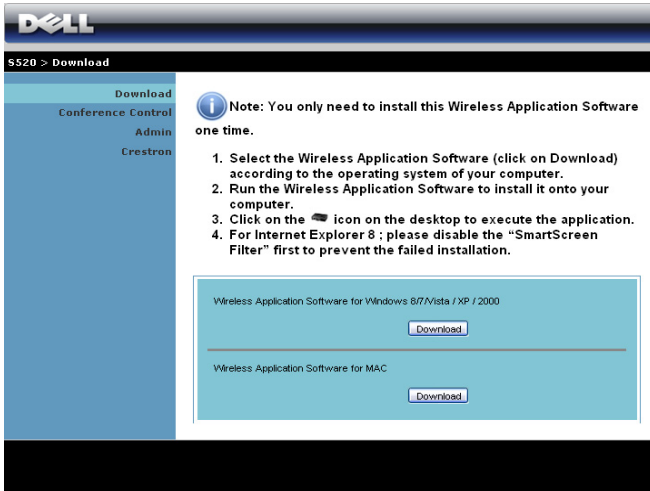 DELL
S520 > Download
Download
Conference Control
Admin
Crestron
Note: You only need to install this Wireless Application Software
one time.
1. Select the Wireless Application Software (click on Download)
according to the operating system of your computer.
2. Run the Wireless Application Software to install it onto your
computer.
3. Click on the icon on the desktop to execute the application.
4. For Internet Explorer 8 ; please disable the “SmartScreen
Filter” first to prevent the failed installation.
Wireless Application Software for Windows 8/7/Vista / XP / 2000
Download
Wireless Application Software for MAC
Download